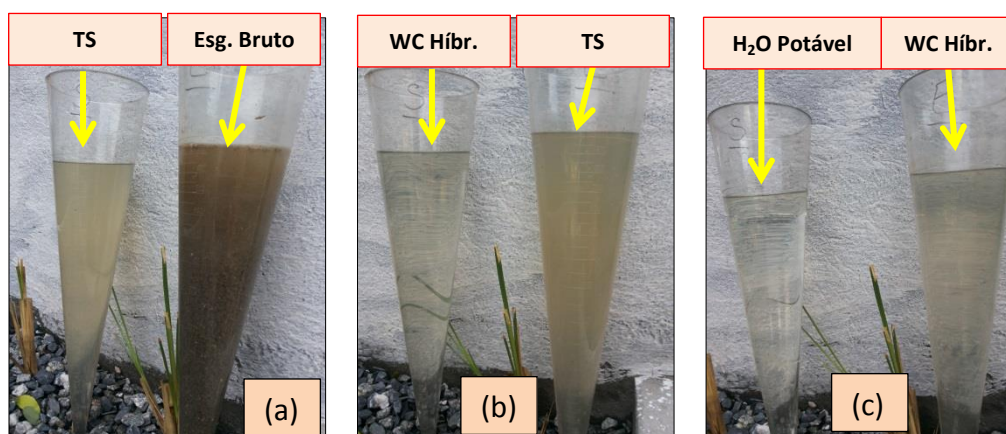 TS
Esg. Bruto
WC Híbr.
TS
H₂O Potável
WC Híbr.
S
E
S
E
S
E
(a)
(b)
(c)